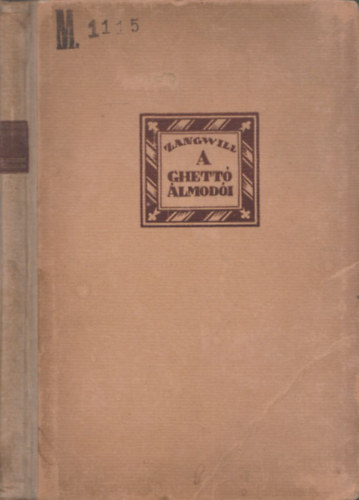 M. 1115
ZANGWILL
A
GHETTÓ
ÁLMODÓI